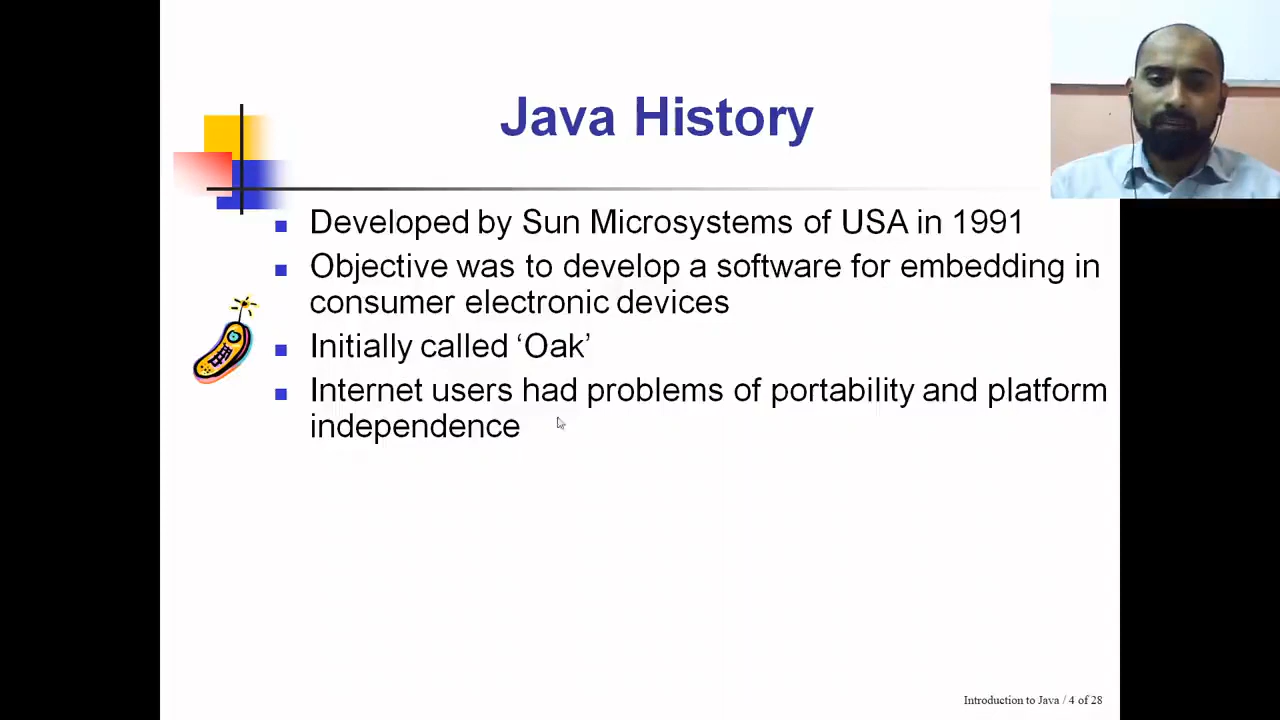 Java History
Developed by Sun Microsystems of USA in 1991
Objective was to develop a software for embedding in
consumer electronic devices
Initially called ‘Oak’
Internet users had problems of portability and platform
independence
Introduction to Java / 4 of 28